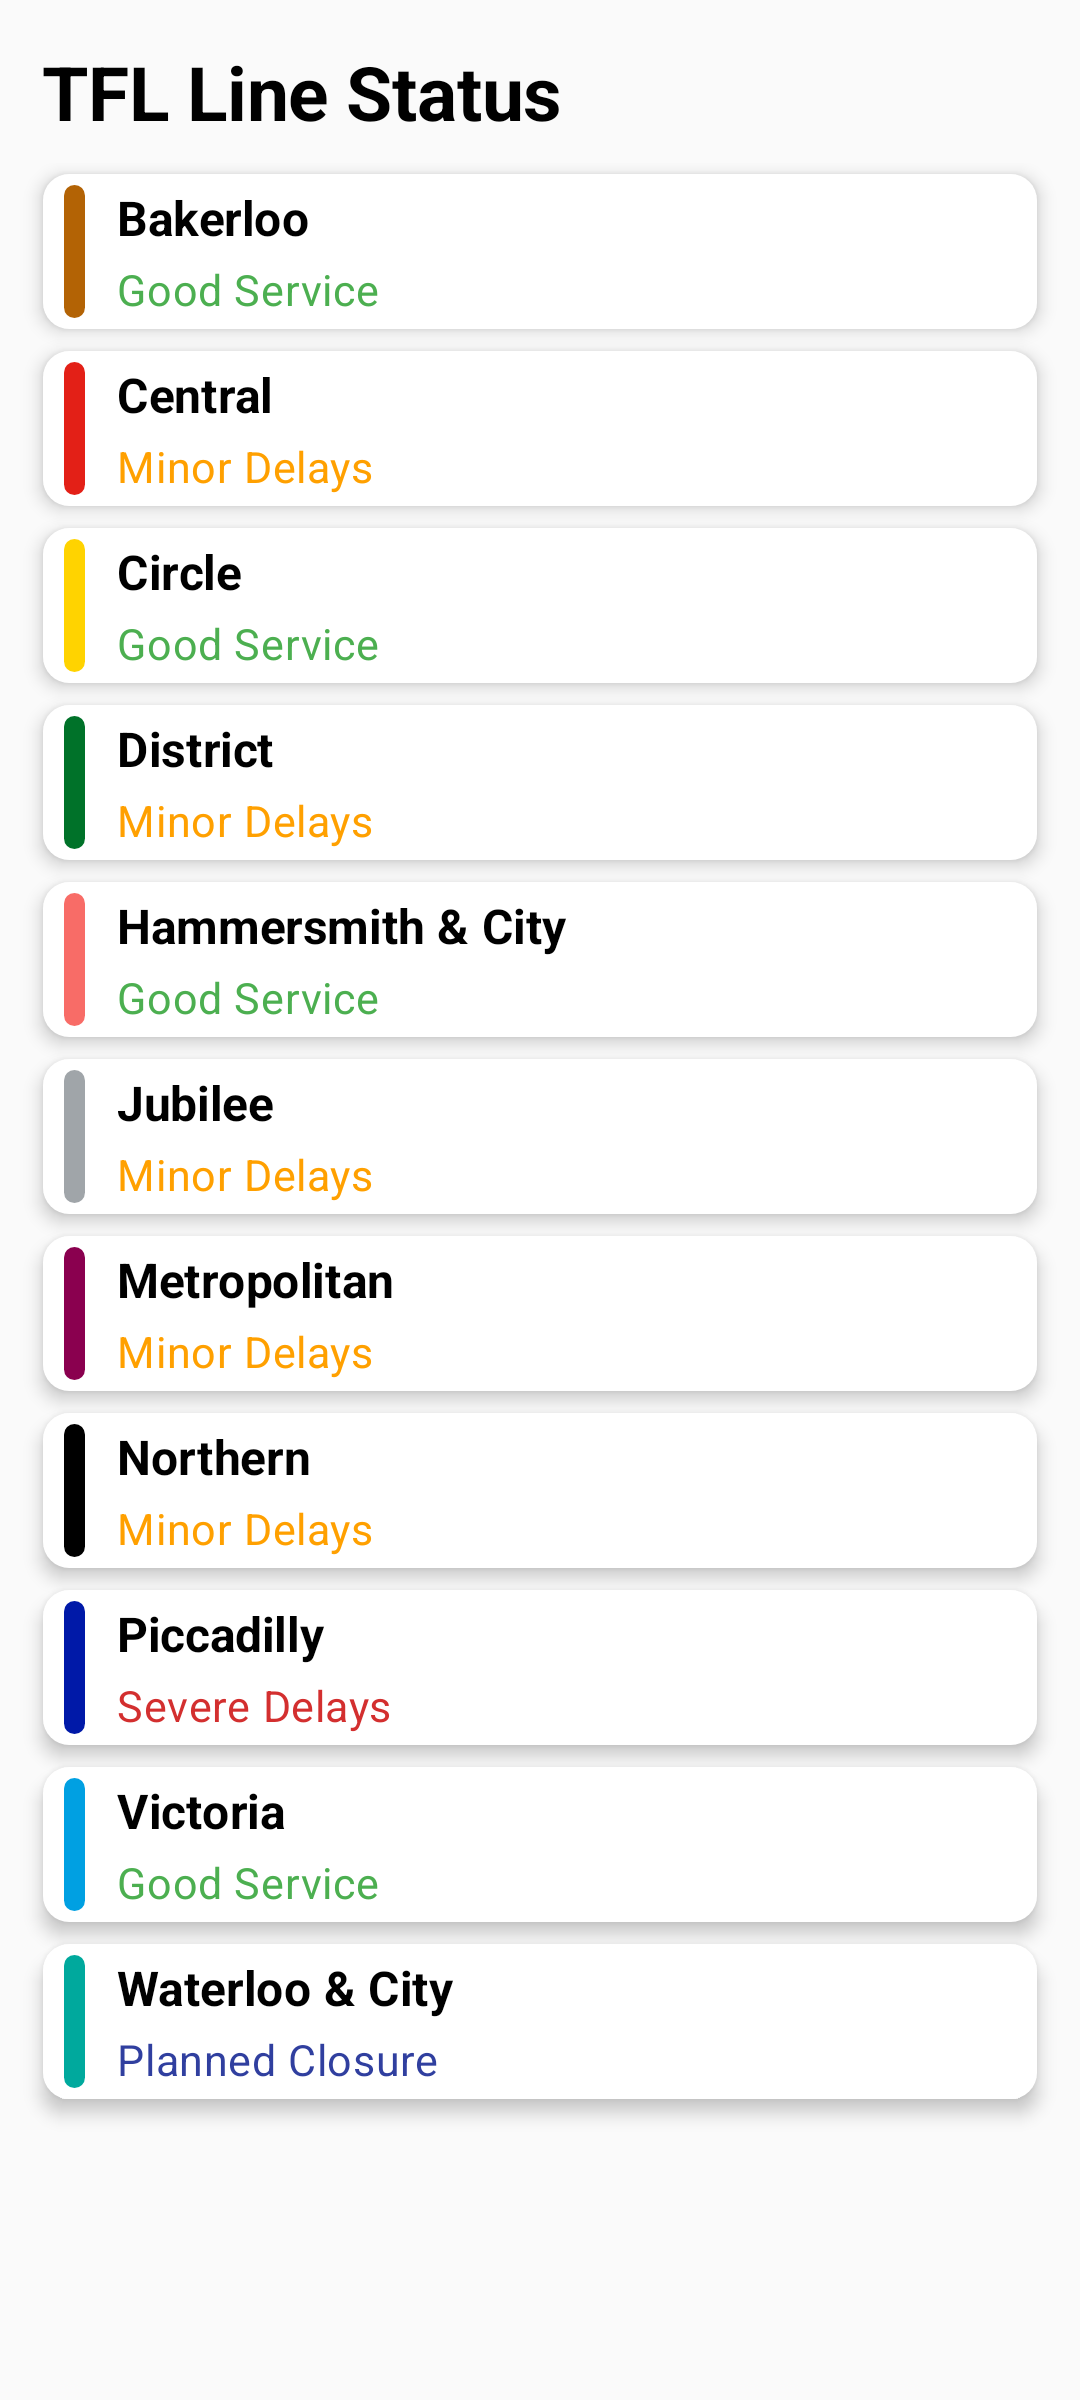 TFL Line Status
Bakerloo
Good Service
Central
Minor Delays
Circle
Good Service
District
Minor Delays
Hammersmith & City
Good Service
Jubilee
Minor Delays
Metropolitan
Minor Delays
Northern
Minor Delays
Piccadilly
Severe Delays
Victoria
Good Service
Waterloo & City
Planned Closure